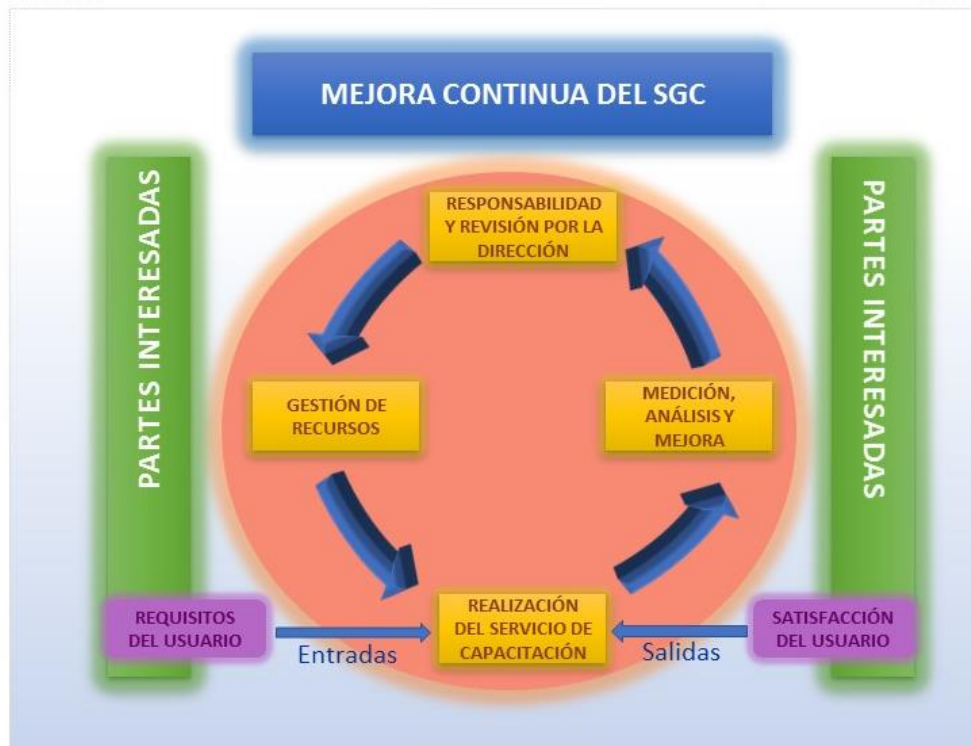 MEJORA CONTINUA DEL SGC
PARTES INTERESADAS
RESPONSABILIDAD
Y REVISIÓN POR LA
DIRECCIÓN
PARTES INTERESADAS
GESTIÓN DE
RECURSOS
MEDICIÓN,
ANÁLISIS Y
MEJORA
REQUISITOS
DEL USUARIO
Entradas
REALIZACIÓN
DEL SERVICIO DE
CAPACITACIÓN
Salidas
SATISFACCIÓN
DEL USUARIO